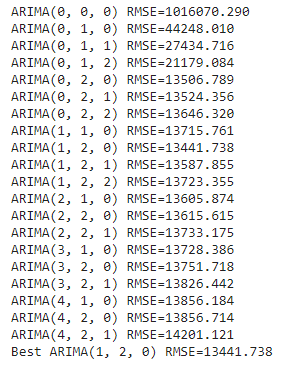 ARIMA(0, 0, 0) RMSE=1016070.290
ARIMA(0, 1, 0) RMSE=44248.010
ARIMA(0, 1, 1) RMSE=27434.716
ARIMA(0, 1, 2) RMSE=21179.084
ARIMA(0, 2, 0) RMSE=13506.789
ARIMA(0, 2, 1) RMSE=13524.356
ARIMA(0, 2, 2) RMSE=13646.320
ARIMA(1, 1, 0) RMSE=13715.761
ARIMA(1, 2, 0) RMSE=13441.738
ARIMA(1, 2, 1) RMSE=13587.855
ARIMA(1, 2, 2) RMSE=13723.355
ARIMA(2, 1, 0) RMSE=13605.874
ARIMA(2, 2, 0) RMSE=13615.615
ARIMA(2, 2, 1) RMSE=13733.175
ARIMA(3, 1, 0) RMSE=13728.386
ARIMA(3, 2, 0) RMSE=13751.718
ARIMA(3, 2, 1) RMSE=13826.442
ARIMA(4, 1, 0) RMSE=13856.184
ARIMA(4, 2, 0) RMSE=13856.714
ARIMA(4, 2, 1) RMSE=14201.121
Best ARIMA(1, 2, 0) RMSE=13441.738